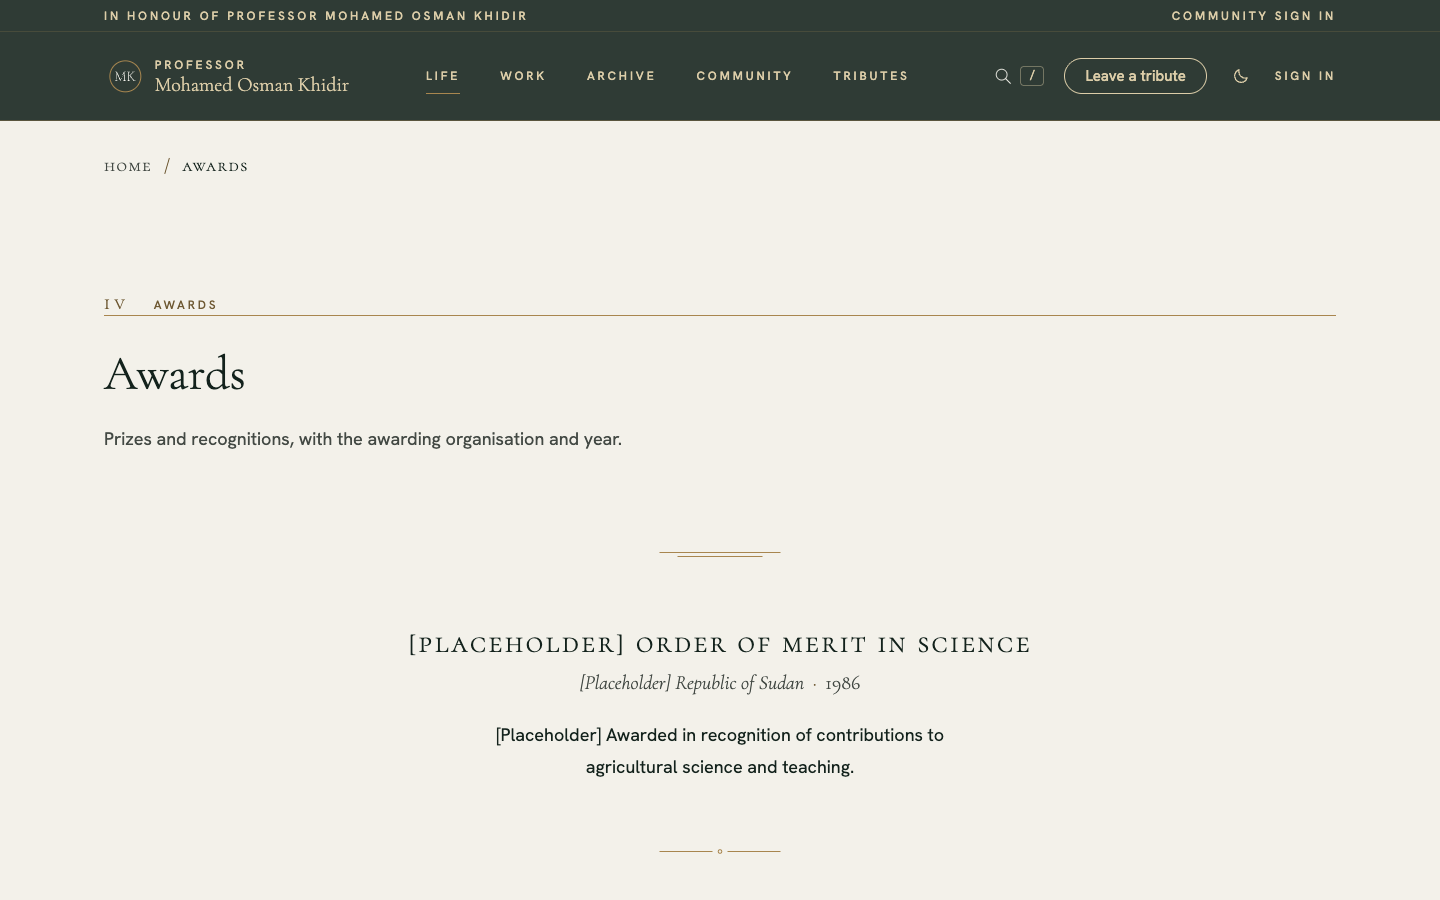 IN HONOUR OF PROFESSOR MOHAMED OSMAN KHIDIR
COMMUNITY SIGN IN
MK
PROFESSOR
Mohamed Osman Khidir
LIFE
WORK
ARCHIVE
COMMUNITY
TRIBUTES
/
Leave a tribute
SIGN IN
HOME / AWARDS
IV AWARDS
Awards
Prizes and recognitions, with the awarding organisation and year.
[PLACEHOLDER] ORDER OF MERIT IN SCIENCE
[Placeholder] Republic of Sudan · 1986
[Placeholder] Awarded in recognition of contributions to
agricultural science and teaching.